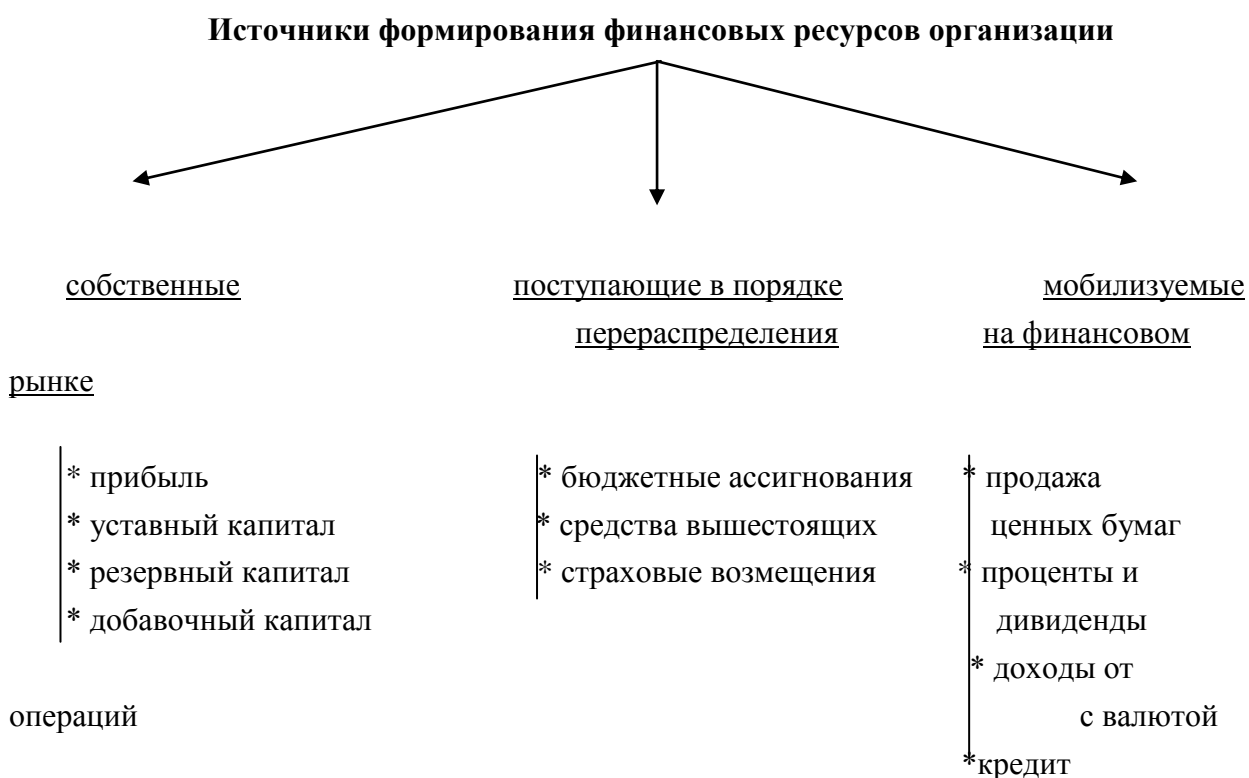 Источники формирования финансовых ресурсов организации
собственные поступающие в порядке мобилизуемые
перераспределения на финансовом
рынке
* прибыль * бюджетные ассигнования * продажа
* уставный капитал * средства вышестоящих ценных бумаг
* резервный капитал * страховые возмещения * проценты и
* добавочный капитал дивиденды
* доходы от
операций с валютой
*кредит